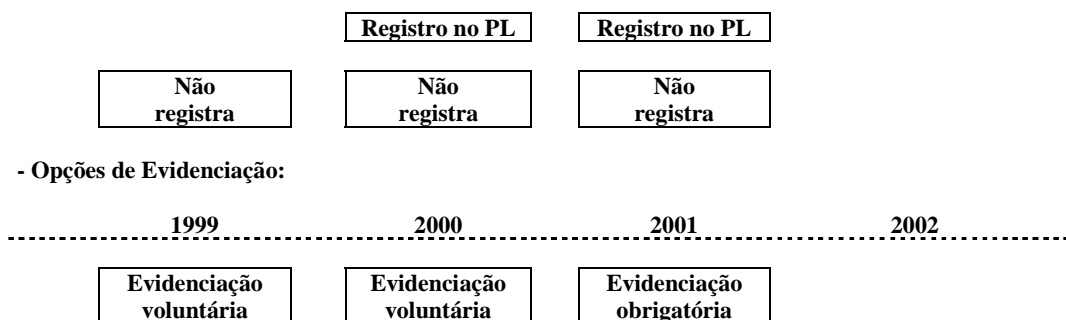 Registro no PL Registro no PL
Não Não Não
registra registra registra
- Opções de Evidenciação:
1999 2000 2001 2002
Evidenciação Evidenciação Evidenciação
voluntária voluntária obrigatória